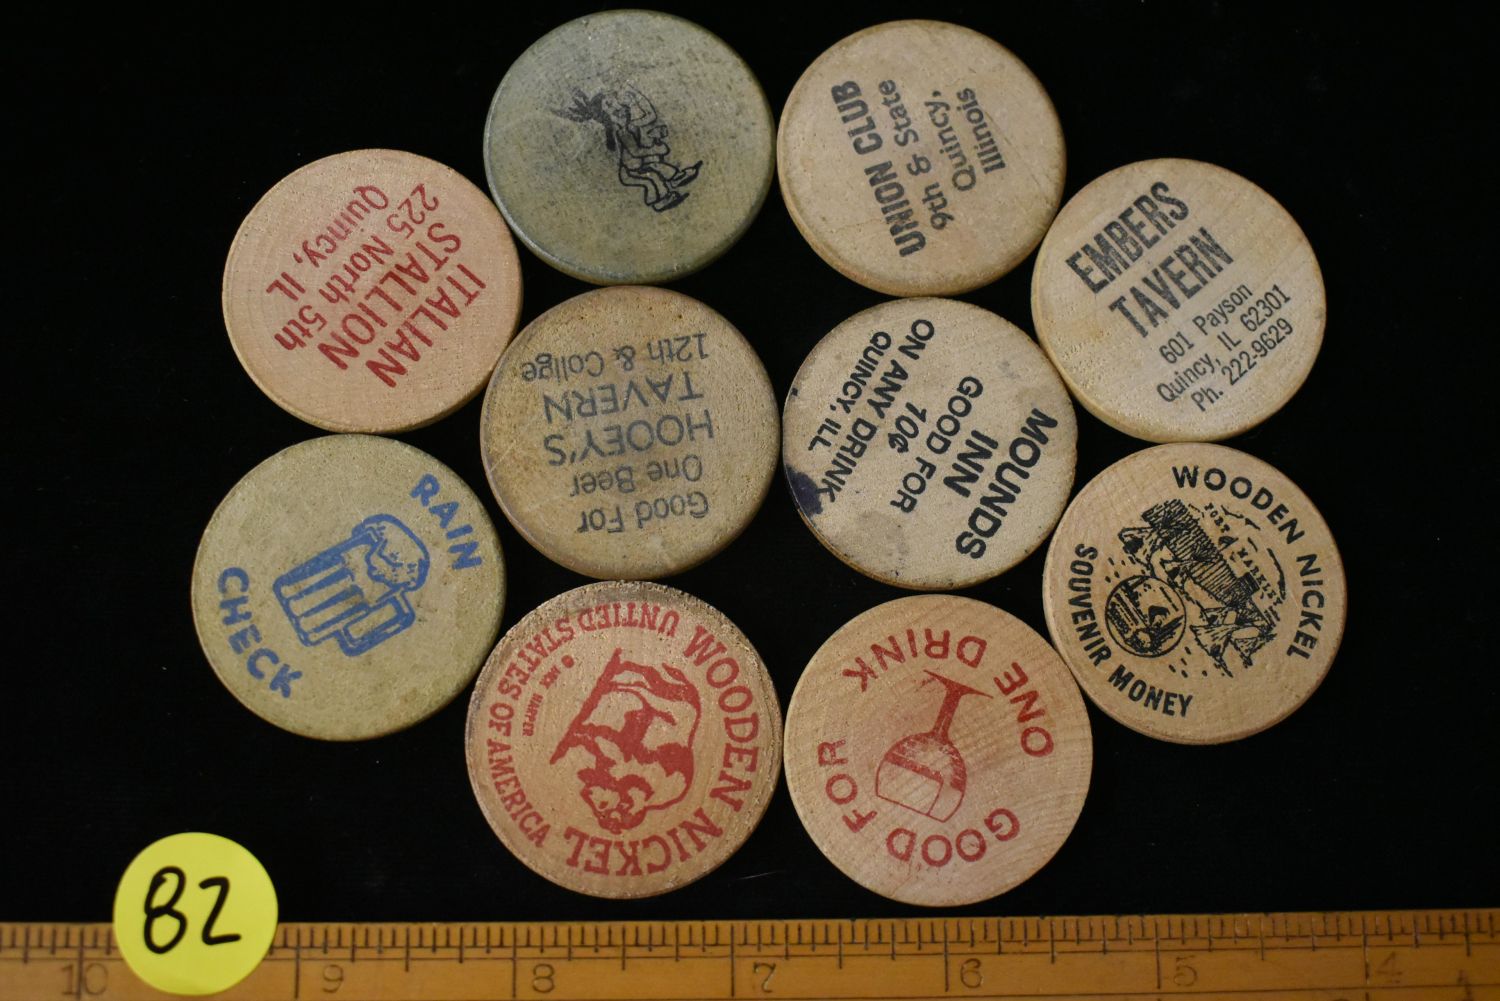 UNION CLUB
9th & State
Quincy,
Illinois
ITALIAN
STALLION
225 North 5th
Quincy, IL
EMBERS
TAVERN
601 Payson
Quincy, IL 62301
Ph. 222-9629
Good For
One Beer
HOOEY'S
TAVERN
12th & Collge
MOUNDS
INN
GOOD FOR
10¢
ON ANY DRINK
QUINCY, ILL.
RAIN
CHECK
WOODEN NICKEL
SOUVENIR MONEY
WOODEN NICKEL
UNTIED STATES OF AMERICA
GOOD FOR
ONE DRINK
82
10 9 8 7 6 5 4